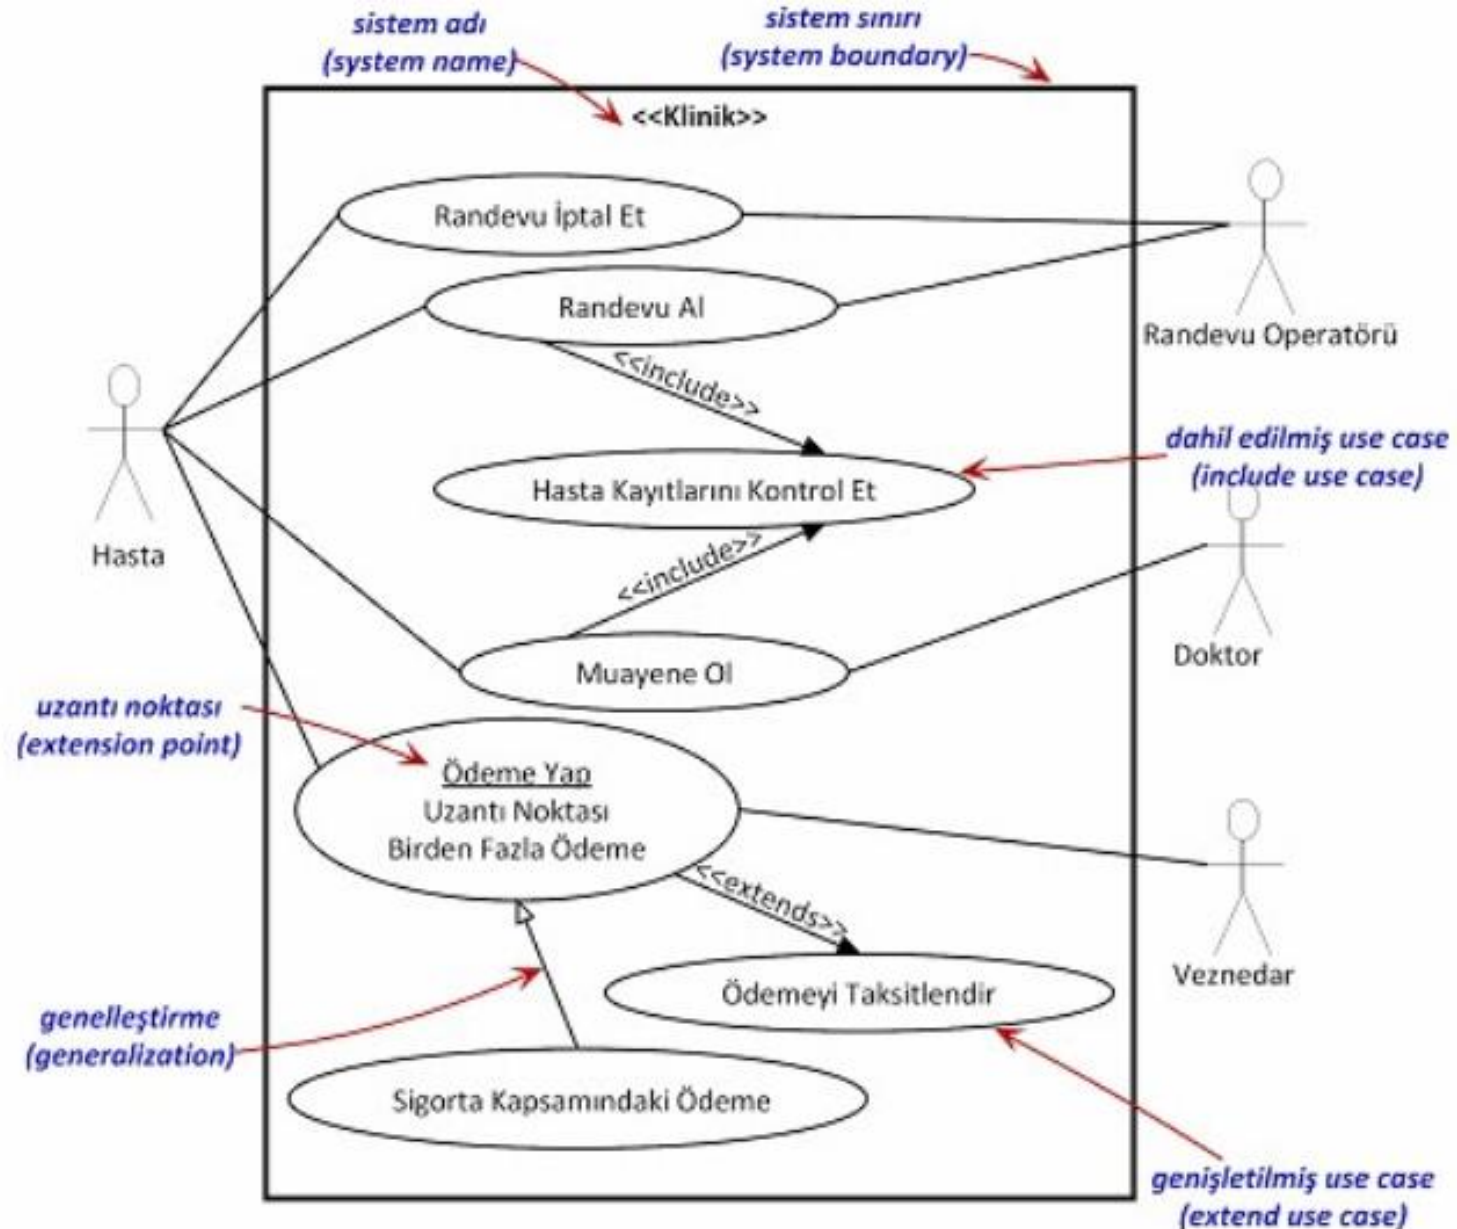 sistem adı
(system name)
sistem sınırı
(system boundary)
<<Klinik>>
Randevu İptal Et
Randevu Al
Randevu Operatörü
<<include>>
dahil edilmiş use case
(include use case)
Hasta Kayıtlarını Kontrol Et
Hasta
<<include>>
Doktor
Muayene Ol
uzantı noktası
(extension point)
Ödeme Yap
Uzantı Noktası
Birden Fazla Ödeme
<<extends>>
Veznedar
Ödemeyi Taksitlendir
genelleştirme
(generalization)
Sigorta Kapsamındaki Ödeme
genişletilmiş use case
(extend use case)